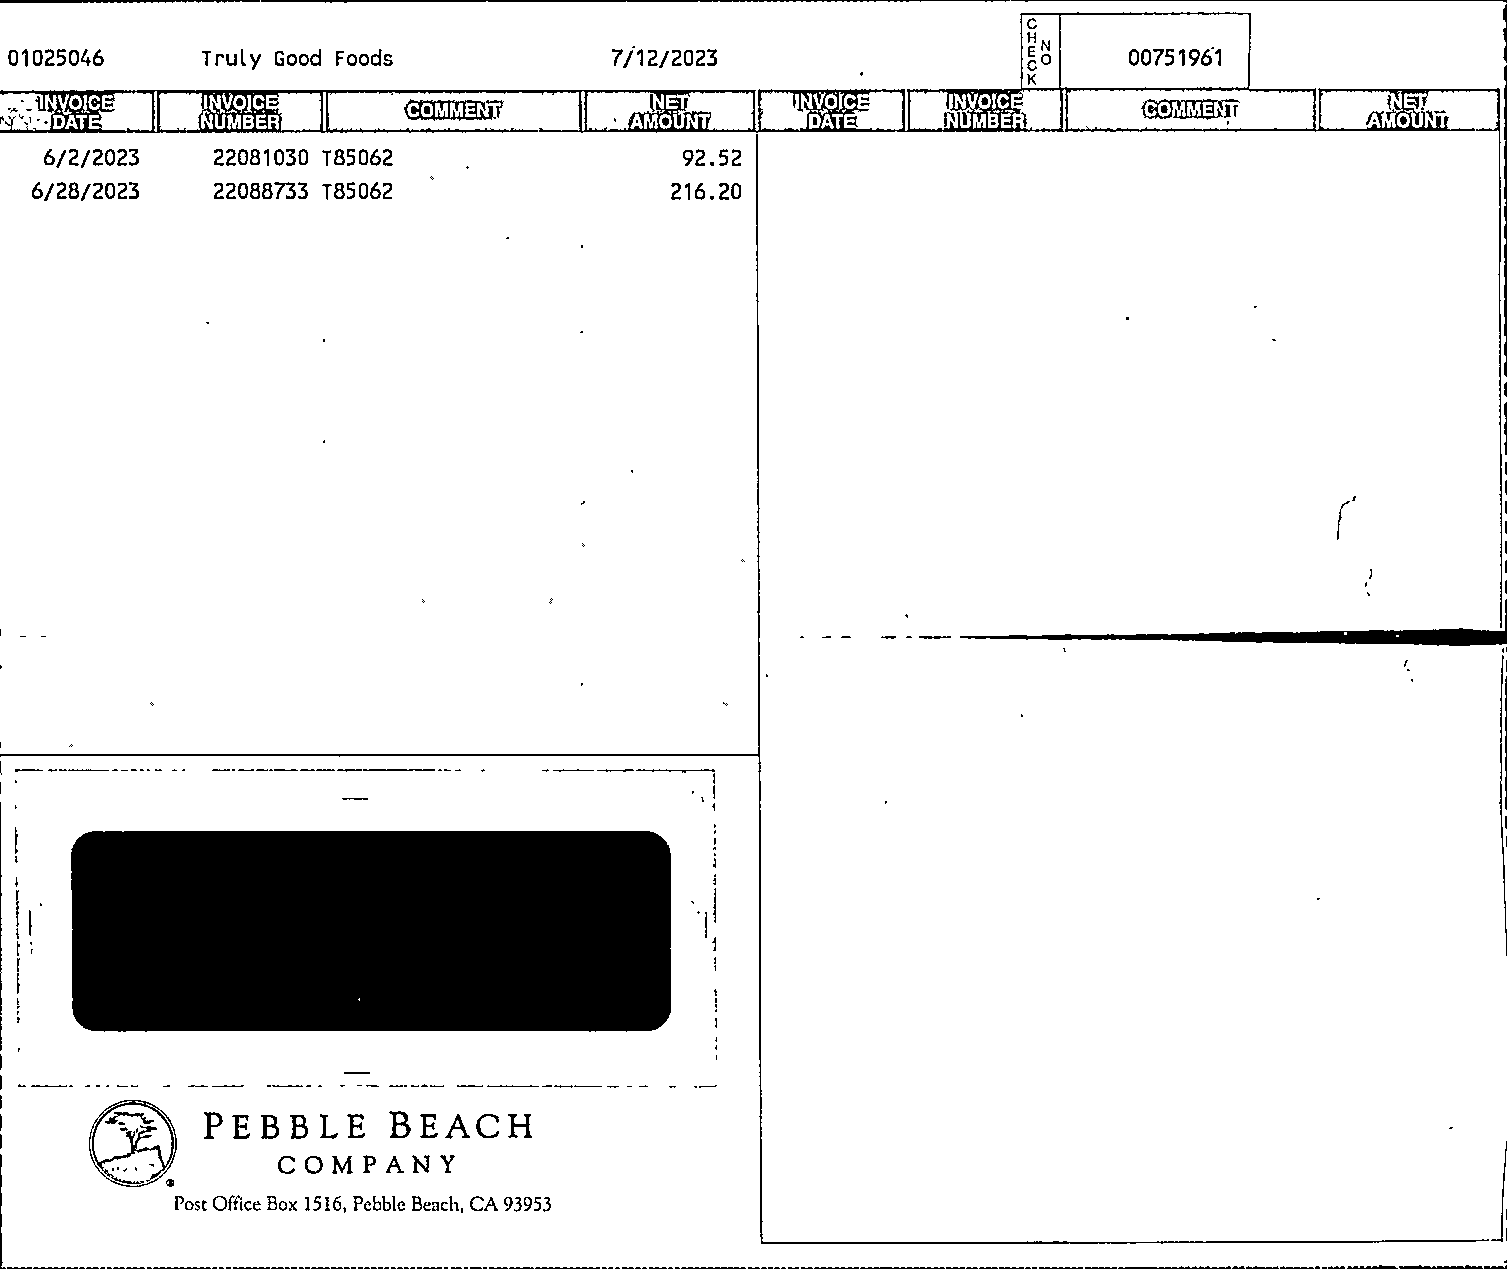 01025046 Truly Good Foods 7/12/2023 CHECK NO 00751961
INVOICE DATE INVOICE NUMBER COMMENT NET AMOUNT INVOICE DATE INVOICE NUMBER COMMENT NET AMOUNT
6/2/2023 22081030 T85062 92.52
6/28/2023 22088733 T85062 216.20
PEBBLE BEACH
COMPANY
Post Office Box 1516, Pebble Beach, CA 93953